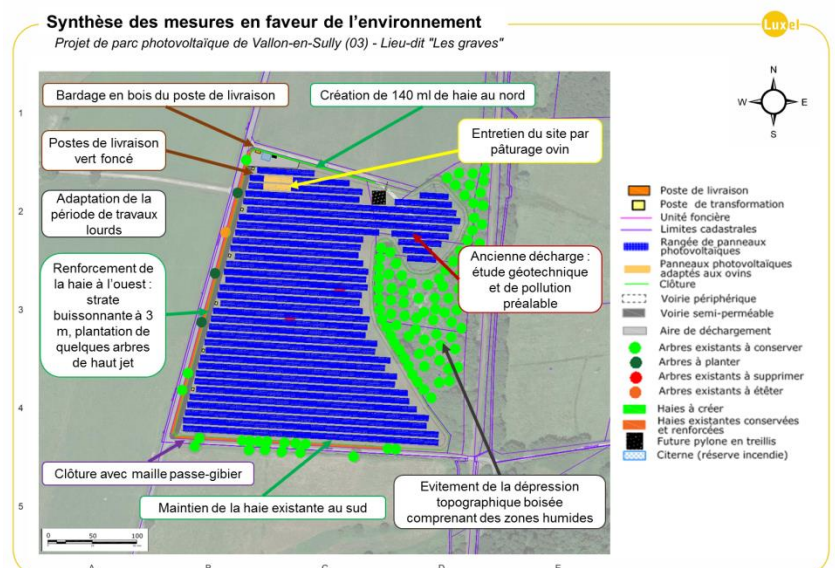 Synthèse des mesures en faveur de l'environnement
Projet de parc photovoltaïque de Vallon-en-Sully (03) - Lieu-dit "Les graves"
Luxel
Bardage en bois du poste de livraison
Création de 140 ml de haie au nord
Postes de livraison
vert foncé
Entretien du site par
pâturage ovin
Adaptation de la
période de travaux
lourds
Renforcement de
la haie à l'ouest :
strate
buissonnante à 3
m, plantation de
quelques arbres
de haut jet
Ancienne décharge :
étude géotechnique
et de pollution
préalable
Clôture avec maille passe-gibier
Maintien de la haie existante au sud
Evitement de la dépression
topographique boisée
comprenant des zones humides
N
W
E
S
Poste de livraison
Poste de transformation
Unité foncière
Limites cadastrales
Rangée de panneaux
photovoltaïques
Panneaux photovoltaïques
adaptés aux ovins
Clôture
Voirie périphérique
Voirie semi-perméable
Aire de déchargement
Arbres existants à conserver
Arbres à planter
Arbres existants à supprimer
Arbres existants à étêter
Haies à créer
Haies existantes conservées
et renforcées
Future pylone en treillis
Citerne (réserve incendie)
1
2
3
4
5
0 50 100
A B C D E